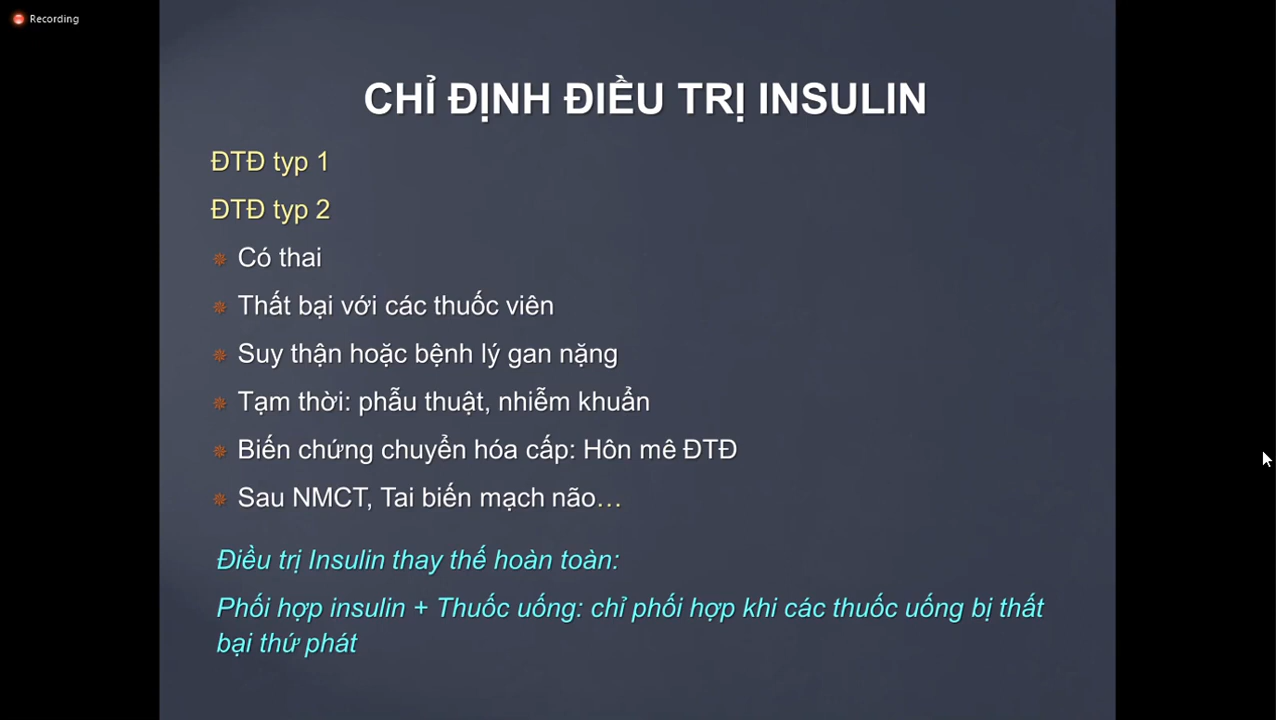 Recording
CHỈ ĐỊNH ĐIỀU TRỊ INSULIN
ĐTĐ typ 1
ĐTĐ typ 2
Có thai
Thất bại với các thuốc viên
Suy thận hoặc bệnh lý gan nặng
Tạm thời: phẫu thuật, nhiễm khuẩn
Biến chứng chuyển hóa cấp: Hôn mê ĐTĐ
Sau NMCT, Tai biến mạch não…
Điều trị Insulin thay thế hoàn toàn:
Phối hợp insulin + Thuốc uống: chỉ phối hợp khi các thuốc uống bị thất
bại thứ phát